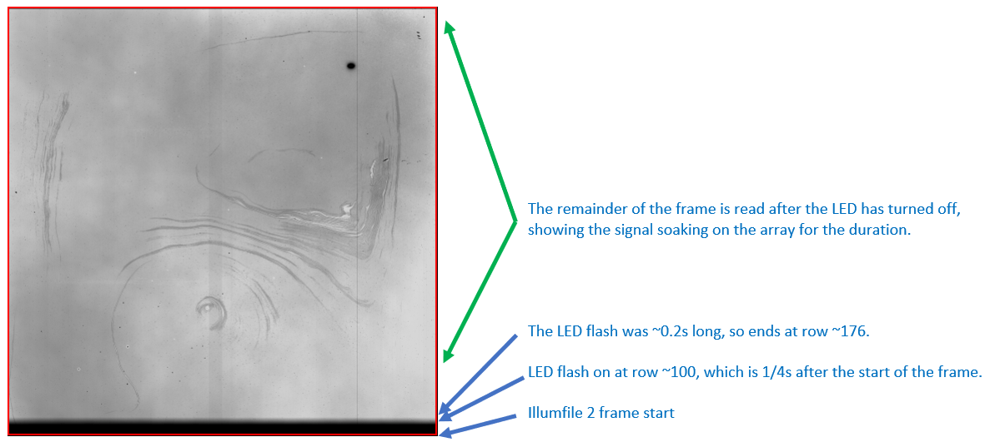 The remainder of the frame is read after the LED has turned off,
showing the signal soaking on the array for the duration.
The LED flash was ~0.2s long, so ends at row ~176.
LED flash on at row ~100, which is 1/4s after the start of the frame.
Illumfile 2 frame start